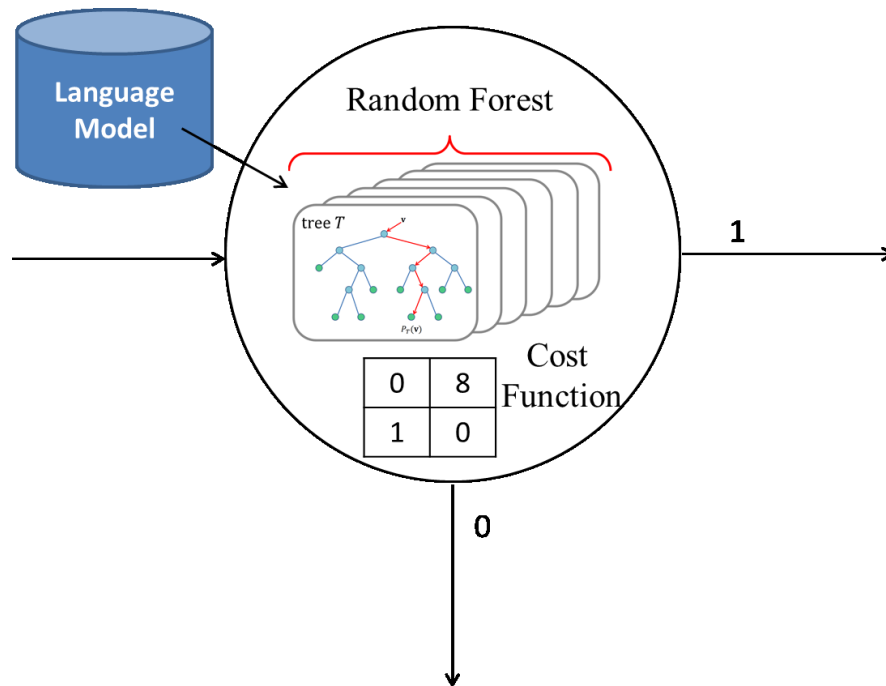 Language
Model
Random Forest
tree T
v
P_T(v)
1
Cost
Function
0 8
1 0
0